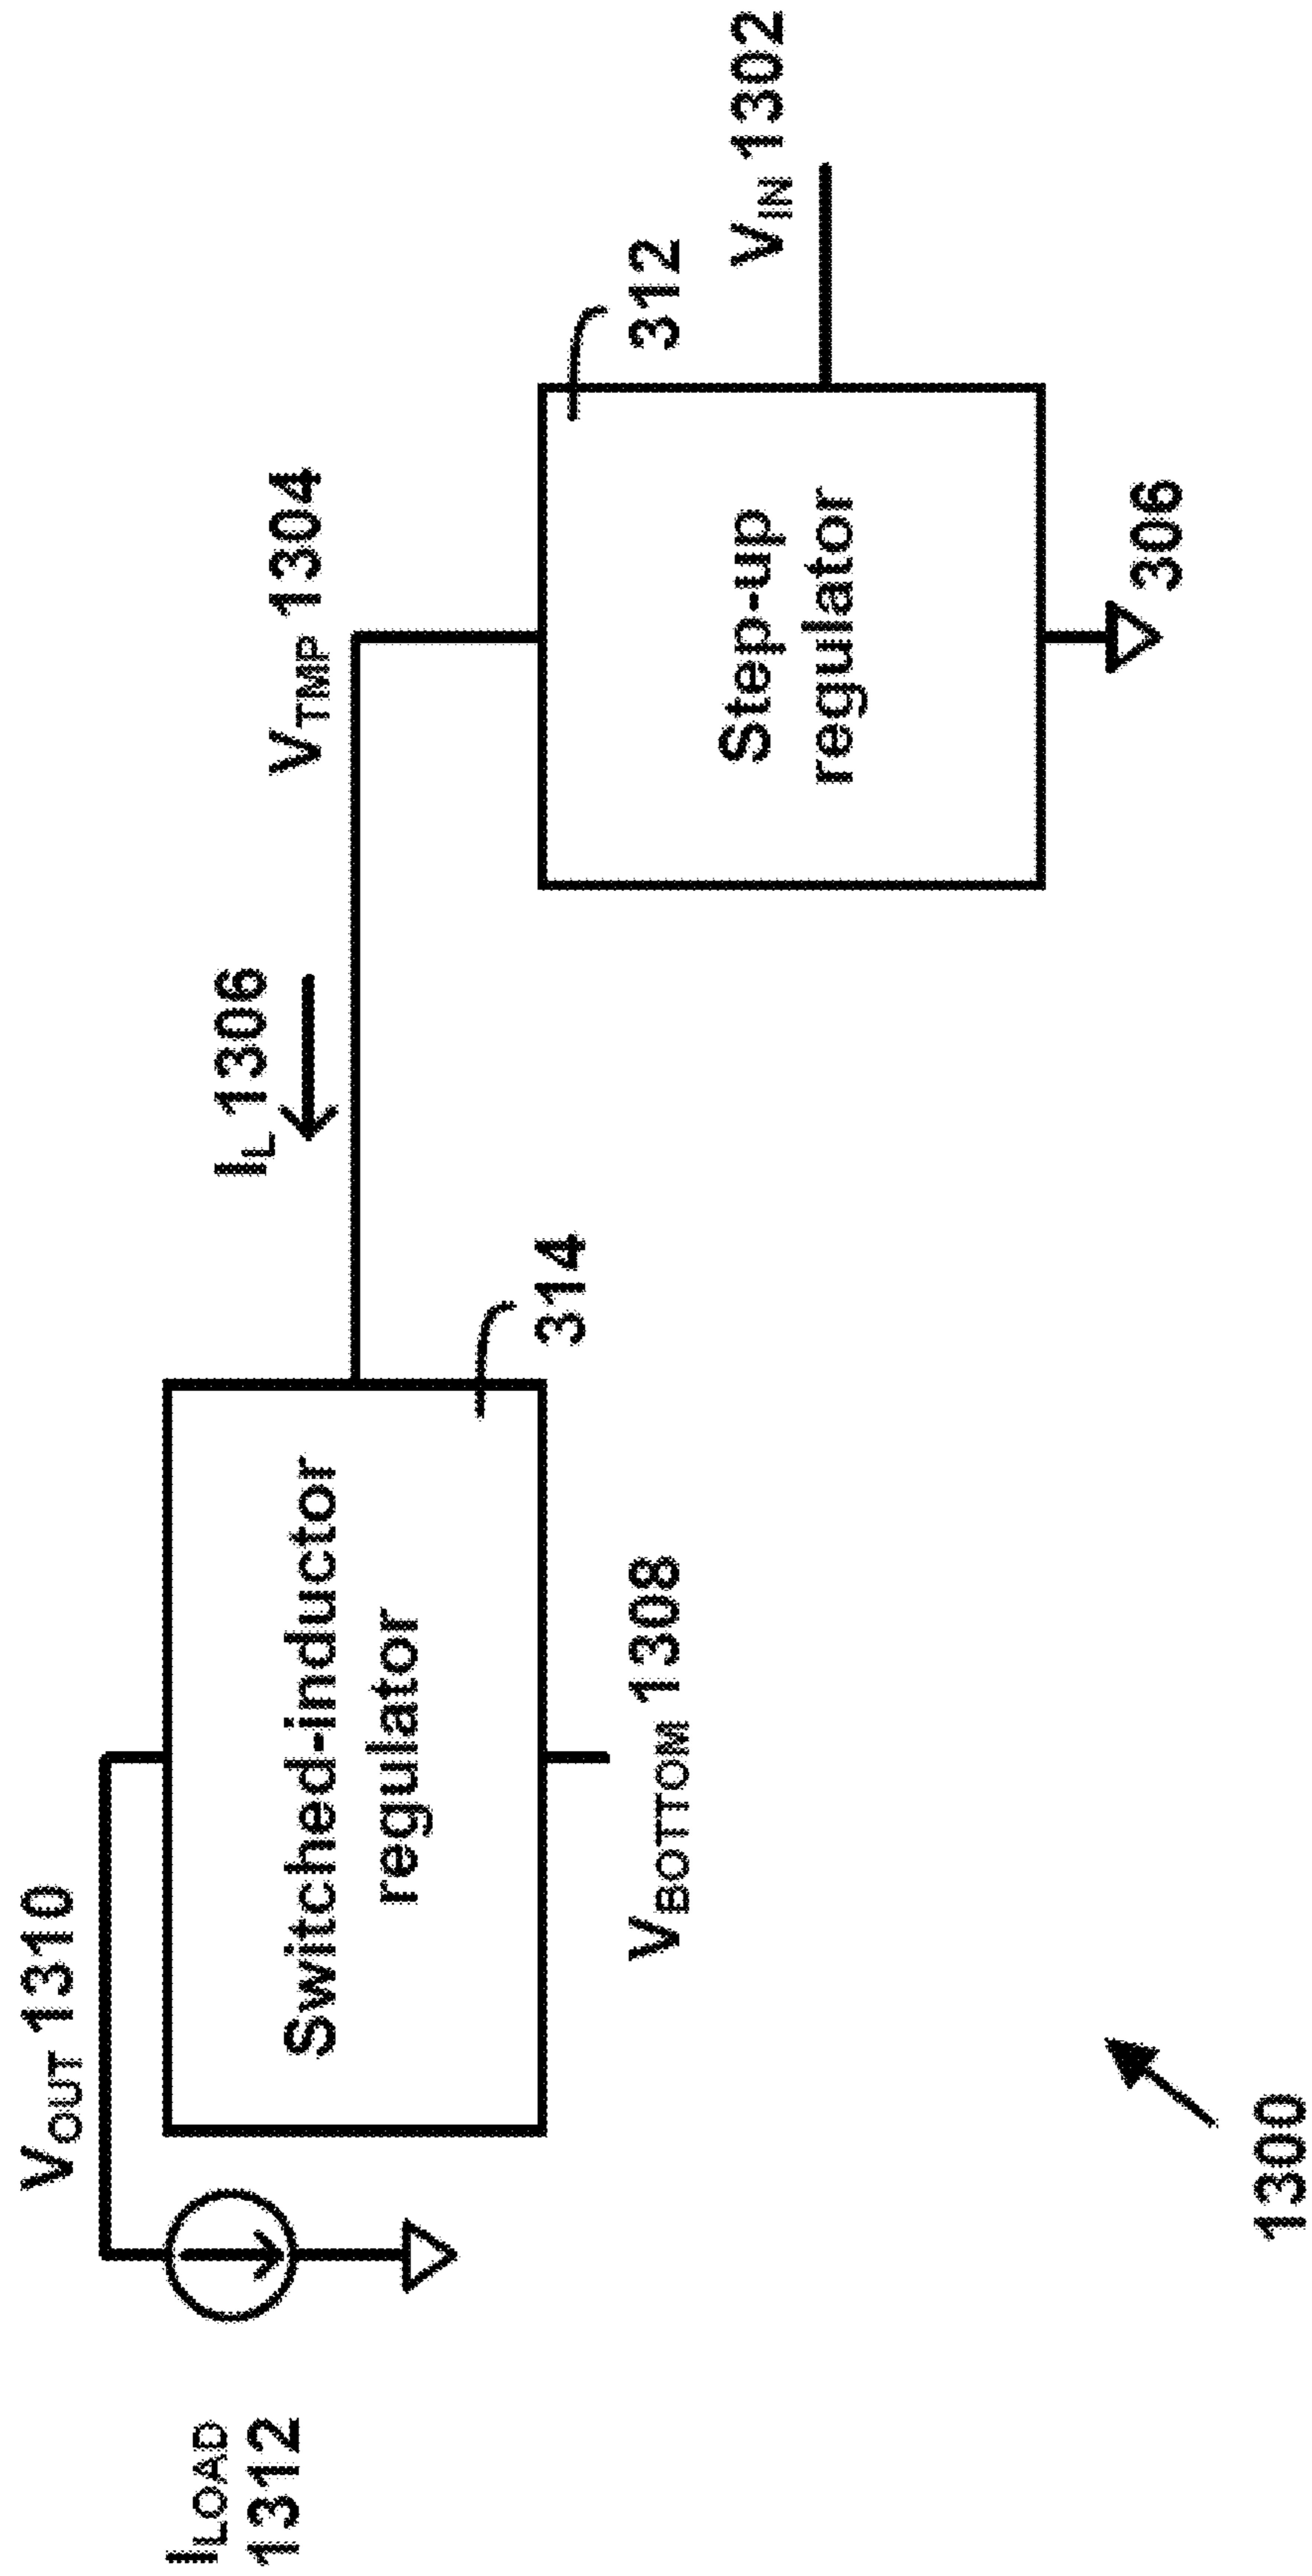 V_OUT 1310
I_LOAD
1312
Switched-inductor
regulator
314
V_BOTTOM 1308
I_L 1306
V_TMP 1304
312
Step-up
regulator
V_IN 1302
306
1300